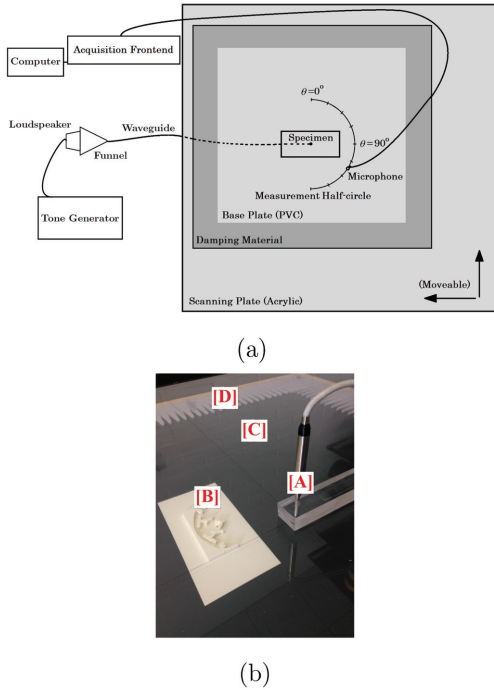 Acquisition Frontend
Computer
θ=0°
Loudspeaker
Waveguide
Specimen
θ=90°
Funnel
Microphone
Measurement Half-circle
Tone Generator
Base Plate (PVC)
Damping Material
(Moveable)
Scanning Plate (Acrylic)
(a)
[D]
[C]
[A]
[B]
(b)